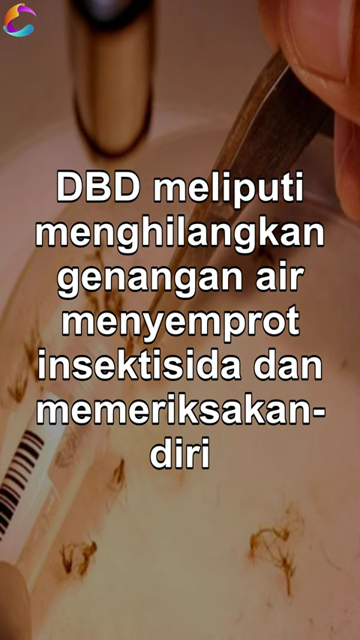 DBD meliputi
menghilangkan
genangan air
menyemprot
insektisida dan
memeriksakan-
diri